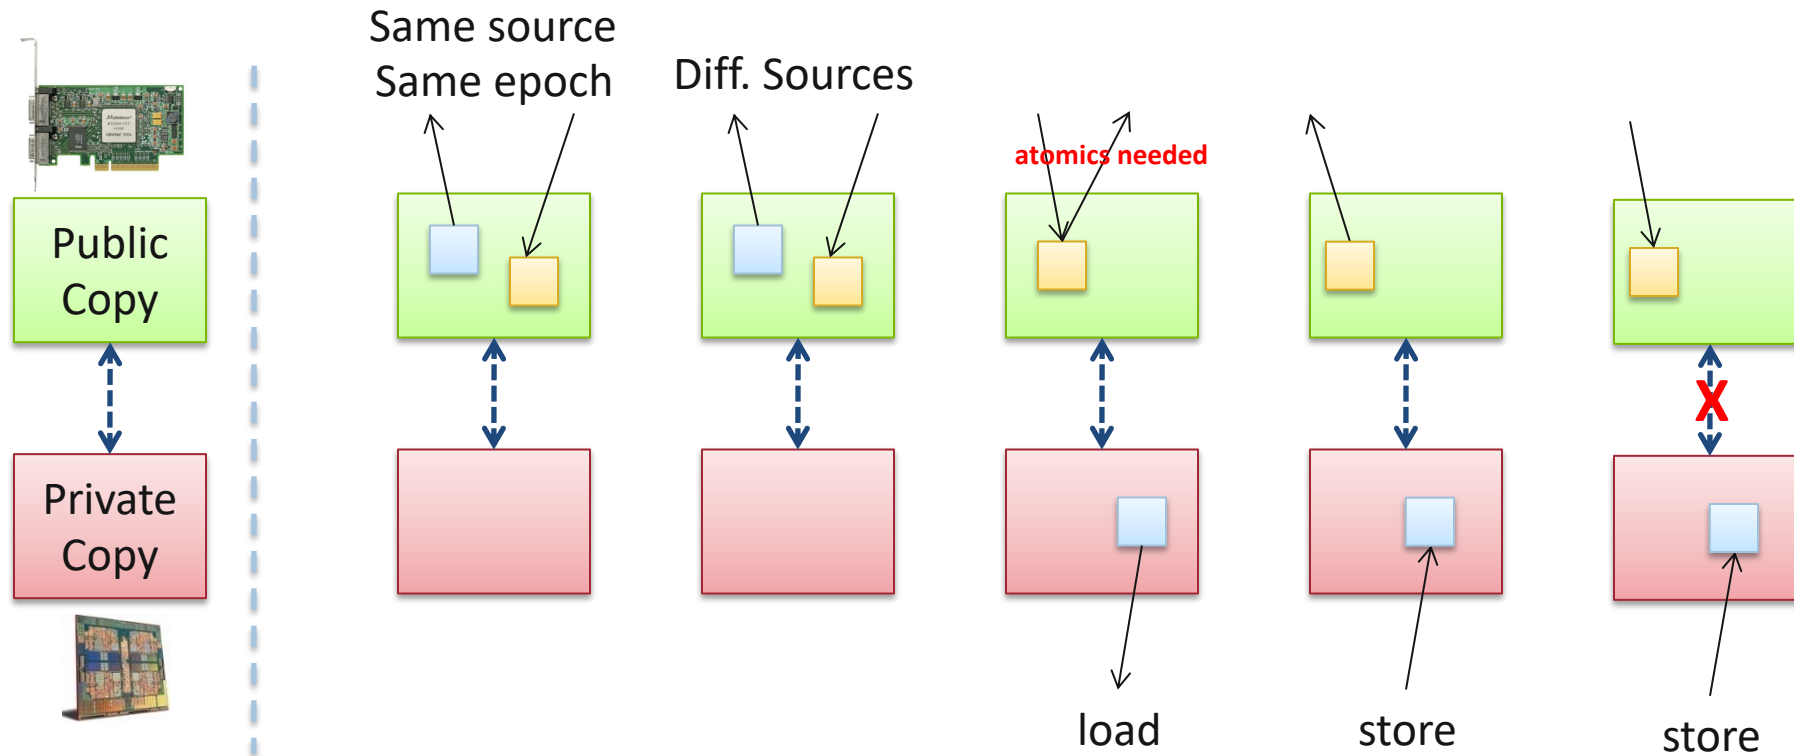 Same source
Same epoch
Diff. Sources
atomics needed
Public
Copy
X
Private
Copy
load
store
store